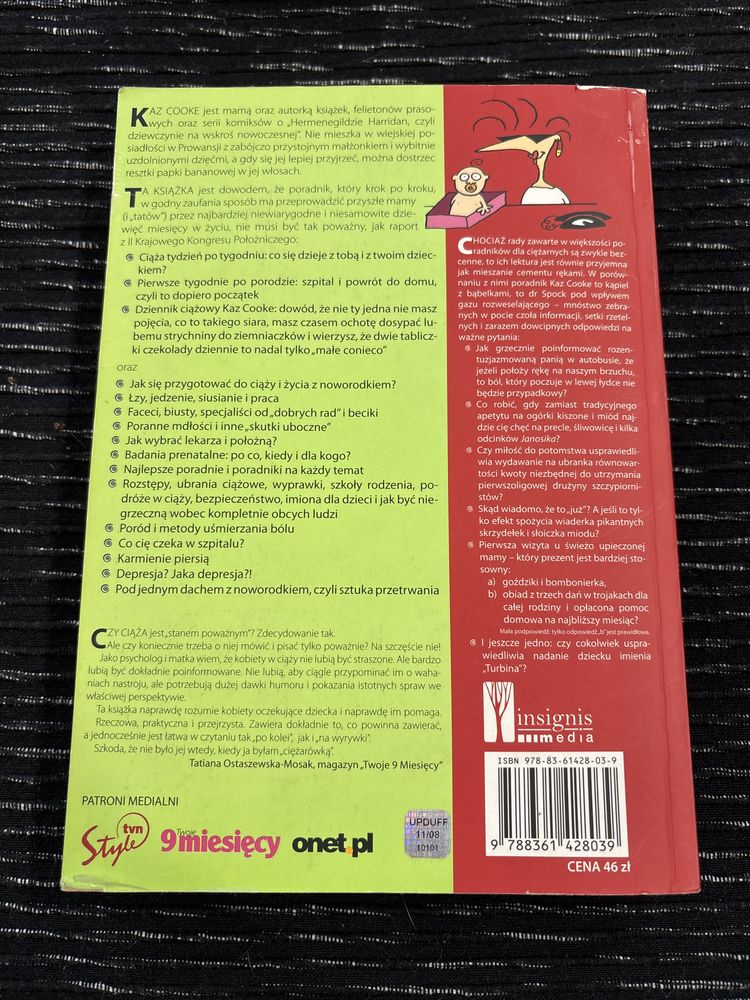 KAZ COOKE jest mamą oraz autorką książek, felietonów praso-
wych oraz serii komiksów o „Hermenegildzie Harridan, czyli
dziewczynie na wskroś nowoczesnej”. Nie mieszka w wiejskiej po-
siadłości w Prowansji z zabójczo przystojnym małżonkiem i wybitnie
uzdolnionymi dziećmi, a gdy się jej lepiej przyjrzeć, można dostrzec
resztki papki bananowej w jej włosach.
TA KSIĄŻKA jest dowodem, że poradnik, który krok po kroku,
w godny zaufania sposób ma przeprowadzić przyszłe mamy
(i „tatów”) przez najbardziej niewiarygodne i niesamowite dzie-
więć miesięcy w życiu, nie musi być tak poważny, jak raport
z II Krajowego Kongresu Położniczego:
Ciąża tydzień po tygodniu: co się dzieje z tobą i z twoim dziec-
kiem?
Pierwsze tygodnie po porodzie: szpital i powrót do domu,
czyli to dopiero początek
Dziennik ciążowy Kaz Cooke: dowód, że nie ty jedna nie masz
pojęcia, co to takiego siara, masz czasem ochotę dosypać lu-
bemu strychniny do ziemniaczków i wierzysz, że dwie tablicz-
ki czekolady dziennie to nadal tylko „małe conieco”
oraz
Jak się przygotować do ciąży i życia z noworodkiem?
Łzy, jedzenie, siusianie i praca
Faceci, biusty, specjaliści od „dobrych rad” i beciki
Poranne mdłości i inne „skutki uboczne”
Jak wybrać lekarza i położną?
Badania prenatalne: po co, kiedy i dla kogo?
Najlepsze poradnie i poradniki na każdy temat
Rozstępy, ubrania ciążowe, wyprawki, szkoły rodzenia, po-
dróże w ciąży, bezpieczeństwo, imiona dla dzieci i jak być nie-
grzeczną wobec kompletnie obcych ludzi
Poród i metody uśmierzania bólu
Co cię czeka w szpitalu?
Karmienie piersią
Depresja? Jaka depresja?!
Pod jednym dachem z noworodkiem, czyli sztuka przetrwania
CZY CIĄŻA jest „stanem poważnym”? Zdecydowanie tak.
Ale czy koniecznie trzeba o niej mówić i pisać tylko poważnie? Na szczęście nie!
Jako psycholog i matka wiem, że kobiety w ciąży nie lubią być straszone. Ale bardzo
lubią być dokładnie poinformowane. Nie lubią, aby ciągle przypominać im o waha-
niach nastroju, ale potrzebują dużej dawki humoru i pokazania istotnych spraw we
właściwej perspektywie.
Ta książka naprawdę rozumie kobiety oczekujące dziecka i naprawdę im pomaga.
Rzeczowa, praktyczna i przejrzysta. Zawiera dokładnie to, co powinna zawierać,
a jednocześnie jest łatwa w czytaniu tak „po kolei”, jak i „na wyrywki”.
Szkoda, że nie było jej wtedy, kiedy ja byłam „ciężarówką”.
Tatiana Ostaszewska-Mosak, magazyn „Twoje 9 Miesięcy”
PATRONI MEDIALNI
tvn
Style
Twoje
9miesięcy
onet.pl
UPDUFF
11/08
10101
CHOCIAŻ rady zawarte w większości po-
radników dla ciężarnych są zwykle bez-
cenne, to ich lektura jest równie przyjemna
jak mieszanie cementu rękami. W porów-
naniu z nimi poradnik Kaz Cooke to kąpiel
z bąbelkami, to dr Spock pod wpływem
gazu rozweselającego – mnóstwo zebra-
nych w pocie czoła informacji, setki rzetel-
nych i zarazem dowcipnych odpowiedzi na
ważne pytania:
Jak grzecznie poinformować rozen-
tuzjazmowaną panią w autobusie, że
jeżeli położy rękę na naszym brzuchu,
to ból, który poczuje w lewej łydce nie
będzie przypadkowy?
Co robić, gdy zamiast tradycyjnego
apetytu na ogórki kiszone i miód naj-
dzie cię chęć na precle, śliwowicę i kilka
odcinków Janosika?
Czy miłość do potomstwa usprawiedli-
wia wydawanie na ubranka równowar-
tości kwoty niezbędnej do utrzymania
pierwszoligowej drużyny szczypiorni-
stów?
Skąd wiadomo, że to „już”? A jeśli to tyl-
ko efekt spożycia wiaderka pikantnych
skrzydełek i słoiczka miodu?
Pierwsza wizyta u świeżo upieczonej
mamy – który prezent jest bardziej sto-
sowny:
a) goździki i bombonierka,
b) obiad z trzech dań w trojakach dla
całej rodziny i opłacona pomoc
domowa na najbliższy miesiąc?
Mała podpowiedź: tylko odpowiedź „b” jest prawidłowa.
I jeszcze jedno: czy cokolwiek uspra-
wiedliwia nadanie dziecku imienia
„Turbina”?
insignis
media
ISBN 978-83-61428-03-9
9 788361 428039
CENA 46 zł